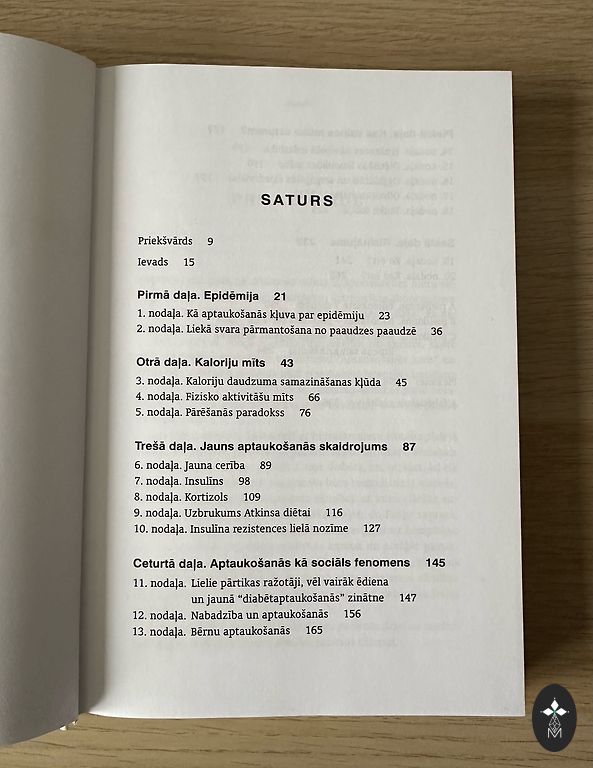 SATURS
Priekšvārds 9
Ievads 15
Pirmā daļa. Epidēmija 21
1. nodaļa. Kā aptaukošanās kļuva par epidēmiju 23
2. nodaļa. Liekā svara pārmantošana no paaudzes paaudzē 36
Otrā daļa. Kaloriju mīts 43
3. nodaļa. Kaloriju daudzuma samazināšanas kļūda 45
4. nodaļa. Fizisko aktivitāšu mīts 66
5. nodaļa. Pārēšanās paradokss 76
Trešā daļa. Jauns aptaukošanās skaidrojums 87
6. nodaļa. Jauna cerība 89
7. nodaļa. Insulīns 98
8. nodaļa. Kortizols 109
9. nodaļa. Uzbrukums Atkinsa diētai 116
10. nodaļa. Insulīna rezistences lielā nozīme 127
Ceturtā daļa. Aptaukošanās kā sociāls fenomens 145
11. nodaļa. Lielie pārtikas ražotāji, vēl vairāk ēdiena
un jaunā “diabētaptaukošanās” zinātne 147
12. nodaļa. Nabadzība un aptaukošanās 156
13. nodaļa. Bērnu aptaukošanās 165
M